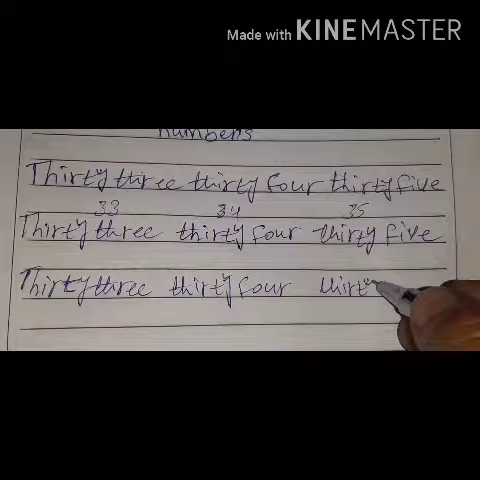 Made with KINEMASTER
numbers
Thirty three thirty four thirty five
33 34 35
Thirty three thirty four thirty five
Thirty three thirty four thirty